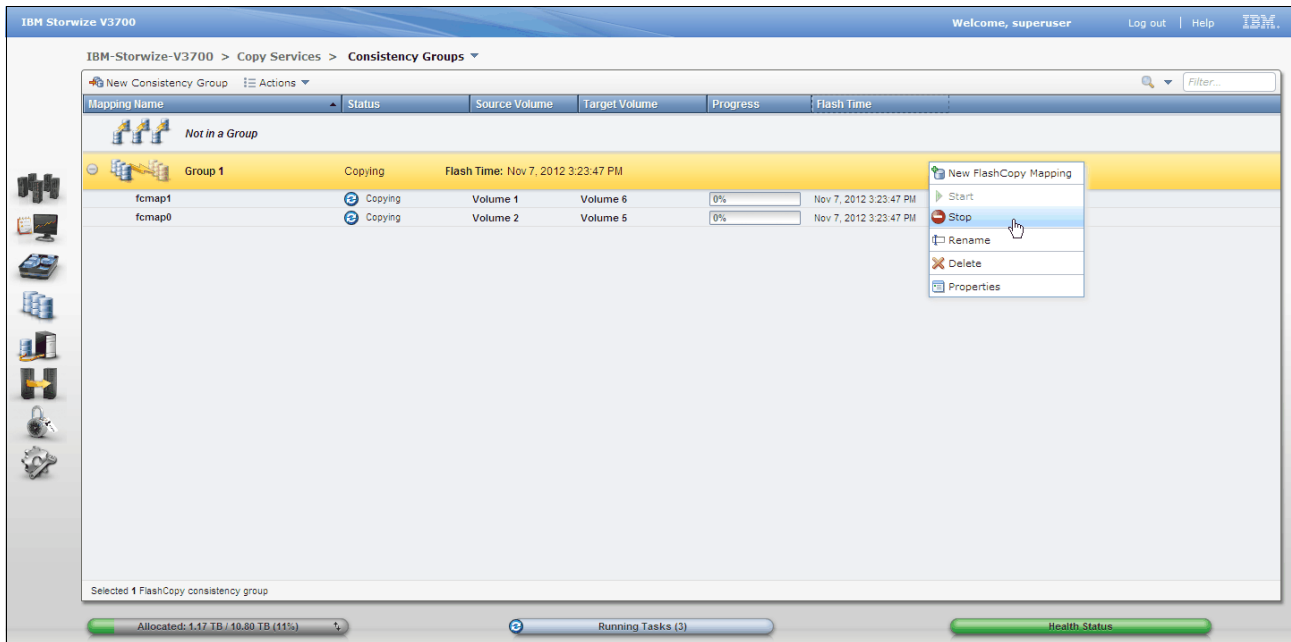 IBM Storwize V3700 Welcome, superuser Log out | Help IBM.
IBM-Storwize-V3700 > Copy Services > Consistency Groups
New Consistency Group Actions Filter...
Mapping Name Status Source Volume Target Volume Progress Flash Time
Not in a Group
Group 1 Copying Flash Time: Nov 7, 2012 3:23:47 PM
fcmap1 Copying Volume 1 Volume 6 0% Nov 7, 2012 3:23:47 PM
fcmap0 Copying Volume 2 Volume 5 0% Nov 7, 2012 3:23:47 PM
New FlashCopy Mapping
Start
Stop
Rename
Delete
Properties
Selected 1 FlashCopy consistency group
Allocated: 1.17 TB / 10.80 TB (11%) Running Tasks (3) Health Status